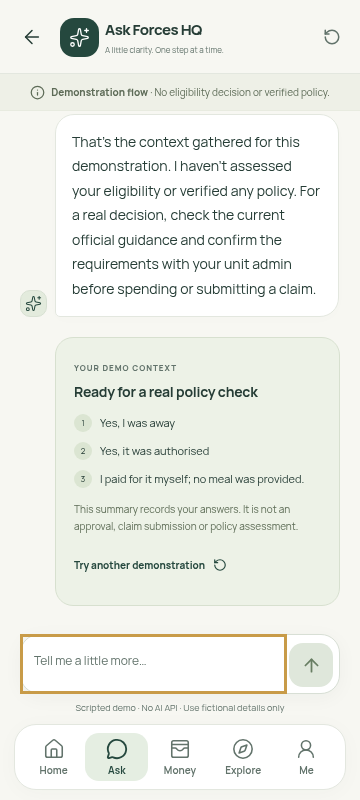 Ask Forces HQ
A little clarity. One step at a time.
Demonstration flow · No eligibility decision or verified policy.
That's the context gathered for this
demonstration. I haven't assessed
your eligibility or verified any policy. For
a real decision, check the current
official guidance and confirm the
requirements with your unit admin
before spending or submitting a claim.
YOUR DEMO CONTEXT
Ready for a real policy check
1 Yes, I was away
2 Yes, it was authorised
3 I paid for it myself; no meal was provided.
This summary records your answers. It is not an
approval, claim submission or policy assessment.
Try another demonstration
Tell me a little more…
Scripted demo · No AI API · Use fictional details only
Home Ask Money Explore Me